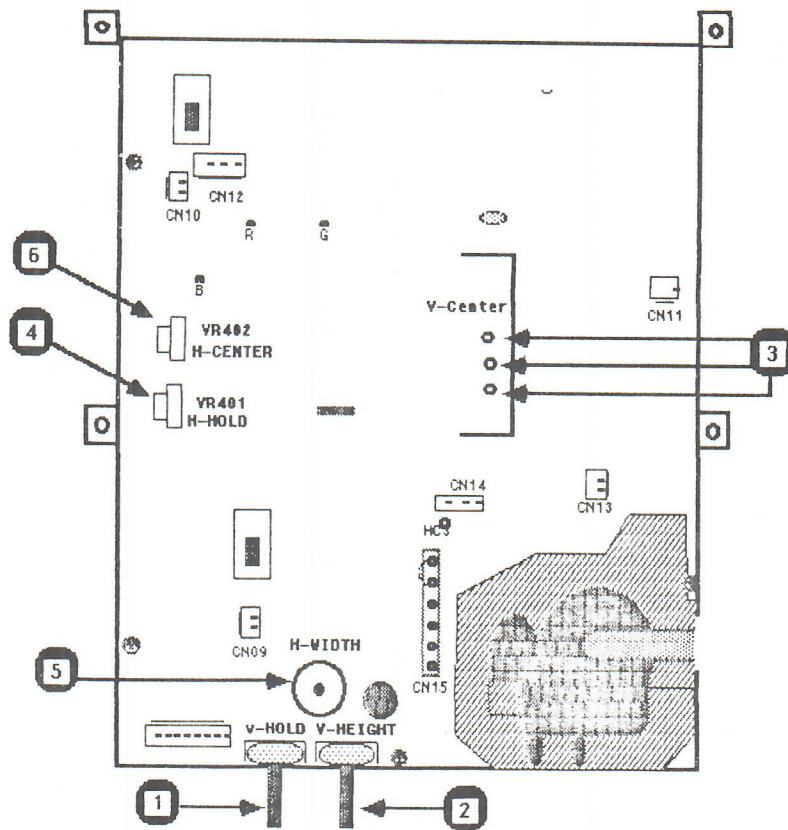 CN12
CN10
R
G
6
B
V-Center
CN11
VR402
H-CENTER
4
3
VR401
H-HOLD
CN14
CN13
HC3
CN09
H-WIDTH
5
CN15
V-HOLD V-HEIGHT
1
2